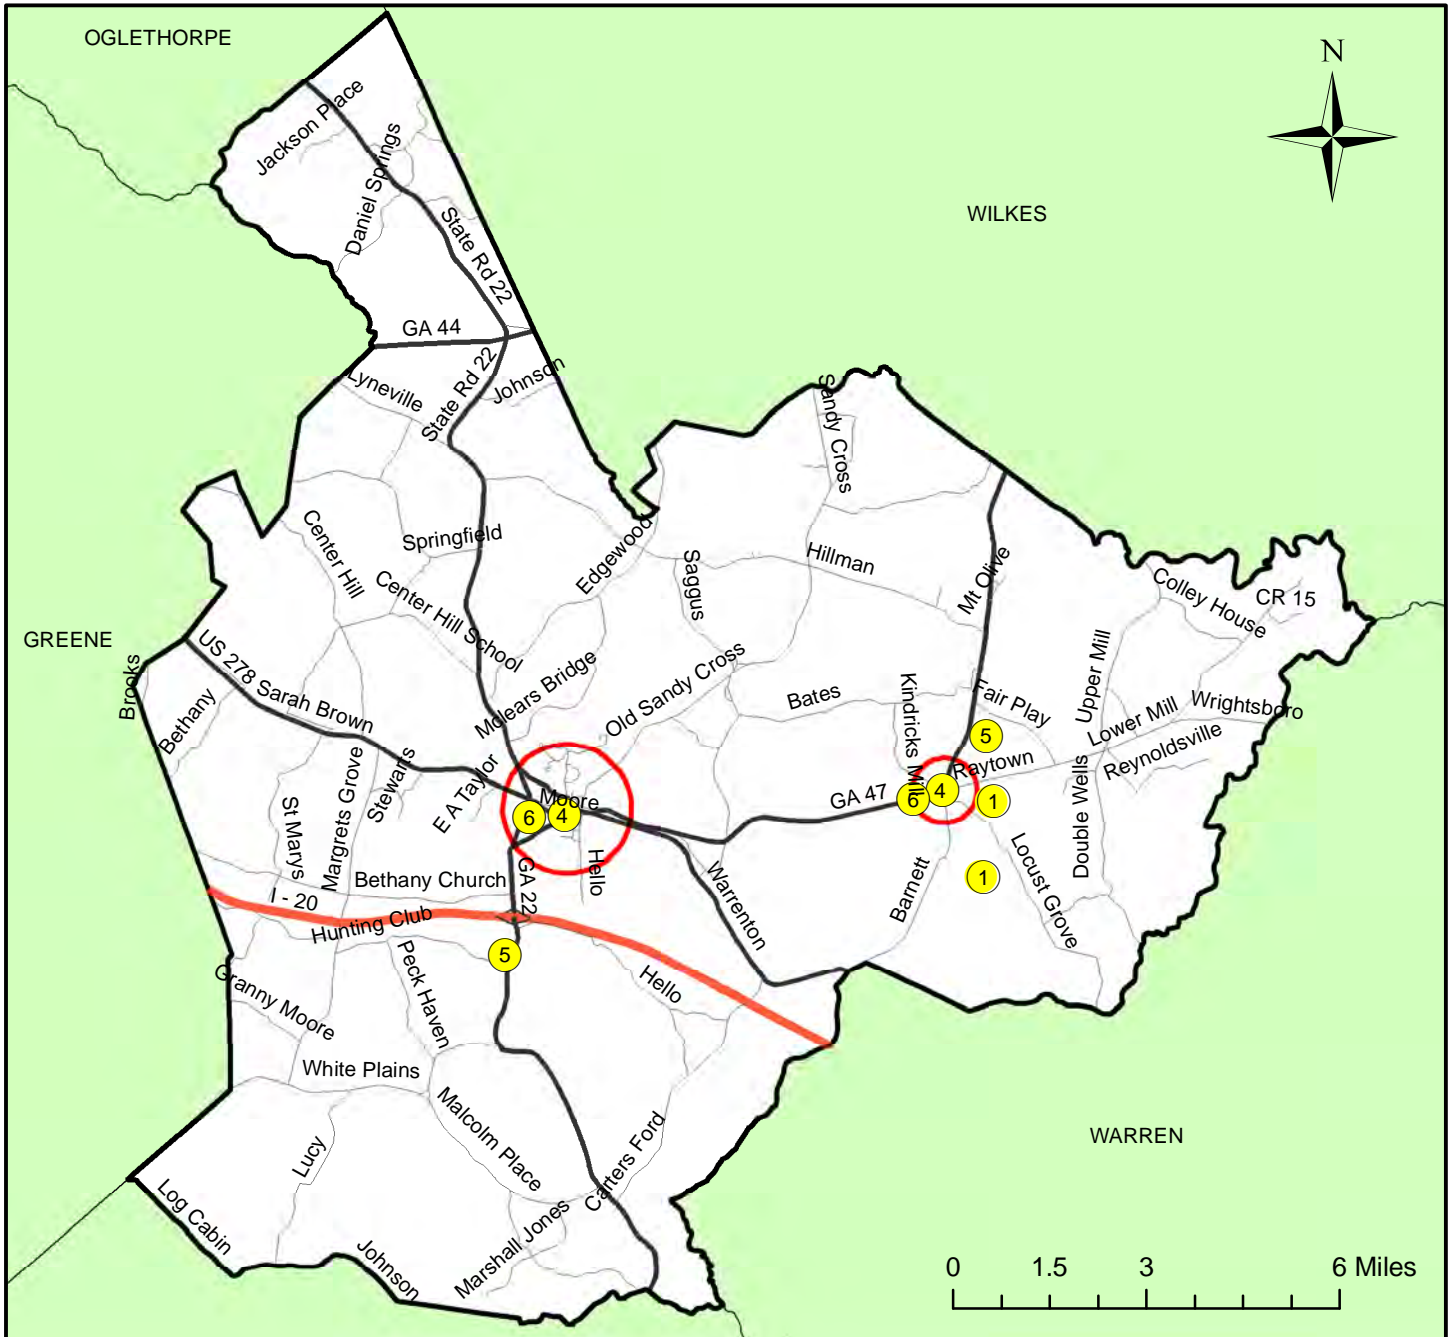 OGLETHORPE
N
Jackson Place
Daniel Springs
State Rd 22
WILKES
GA 44
State Rd 22
Johnson
Lyneville
Sandy Cross
Springfield
Center Hill
Center Hill School
Edgewood
Saggus
Hillman
Mt Olive
Colley House
CR 15
GREENE
Brooks
US 278 Sarah Brown
Bethany
Mclears Bridge
Old Sandy Cross
Bates
Kindricks Mill
Fair Play
Upper Mill
Lower Mill
Wrightsboro
Reynoldsville
5
Raytown
Stewarts
Margrets Grove
St Marys
E A Taylor
Moore
6
4
GA 47
6
4
1
Double Wells
Locust Grove
1
Barnett
Warrenton
Hello
GA 22
Bethany Church
I - 20
Hunting Club
5
Peck Haven
Granny Moore
Hello
White Plains
Malcolm Place
Carters Ford
Lucy
Log Cabin
Johnson
Marshall Jones
WARREN
0 1.5 3 6 Miles